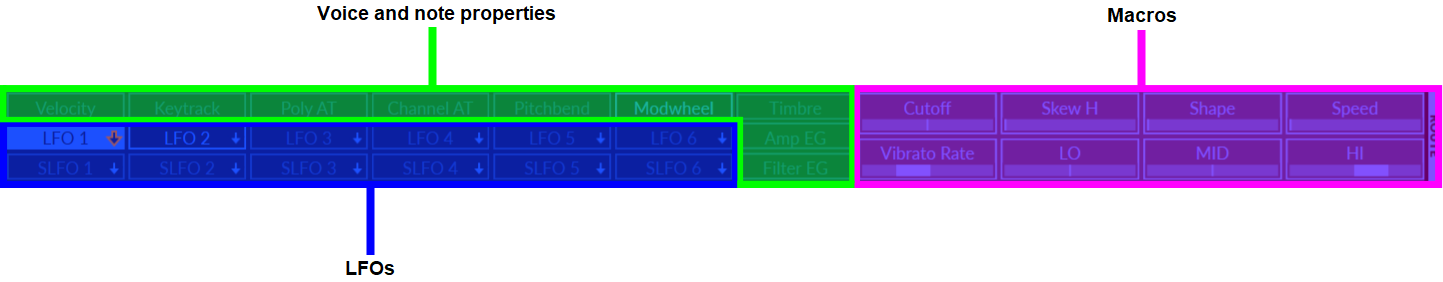 Voice and note properties
Macros
Velocity Keytrack Poly AT Channel AT Pitchbend Modwheel Timbre Cutoff Skew H Shape Speed
LFO 1 LFO 2 LFO 3 LFO 4 LFO 5 LFO 6 Amp EG
Vibrato Rate LO MID HI
SLFO 1 SLFO 2 SLFO 3 SLFO 4 SLFO 5 SLFO 6 Filter EG
ROUTE
LFOs